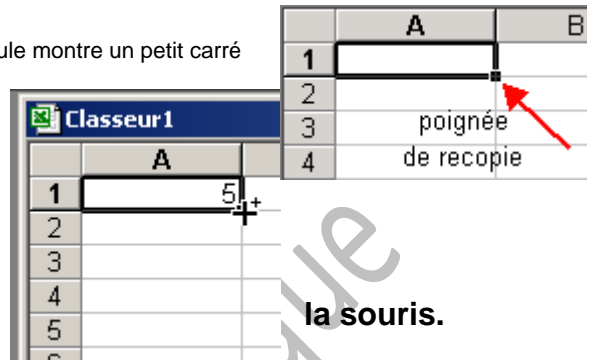 ule montre un petit carré
A B
1
2
3 poignée
4 de recopie
Classeur1
A
1 5
2
3
4
5
la souris.